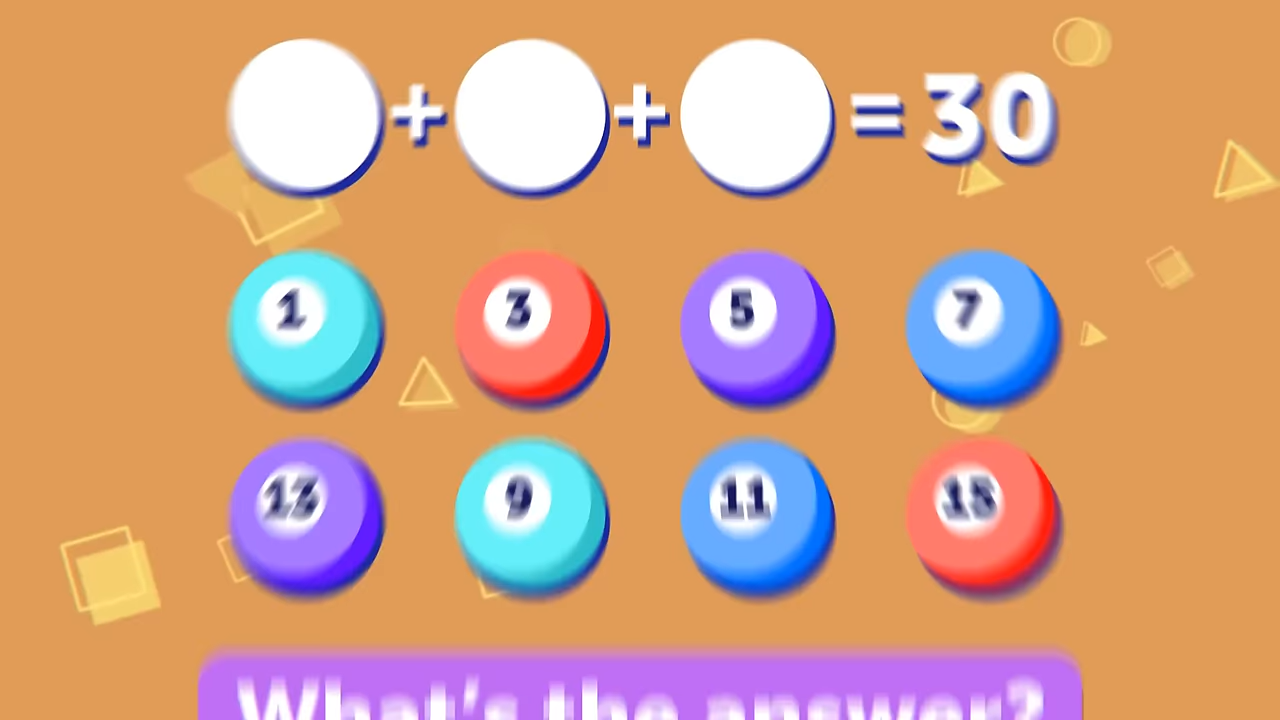 + + = 30
1 3 5 7
13 9 11 15
What's the answer?